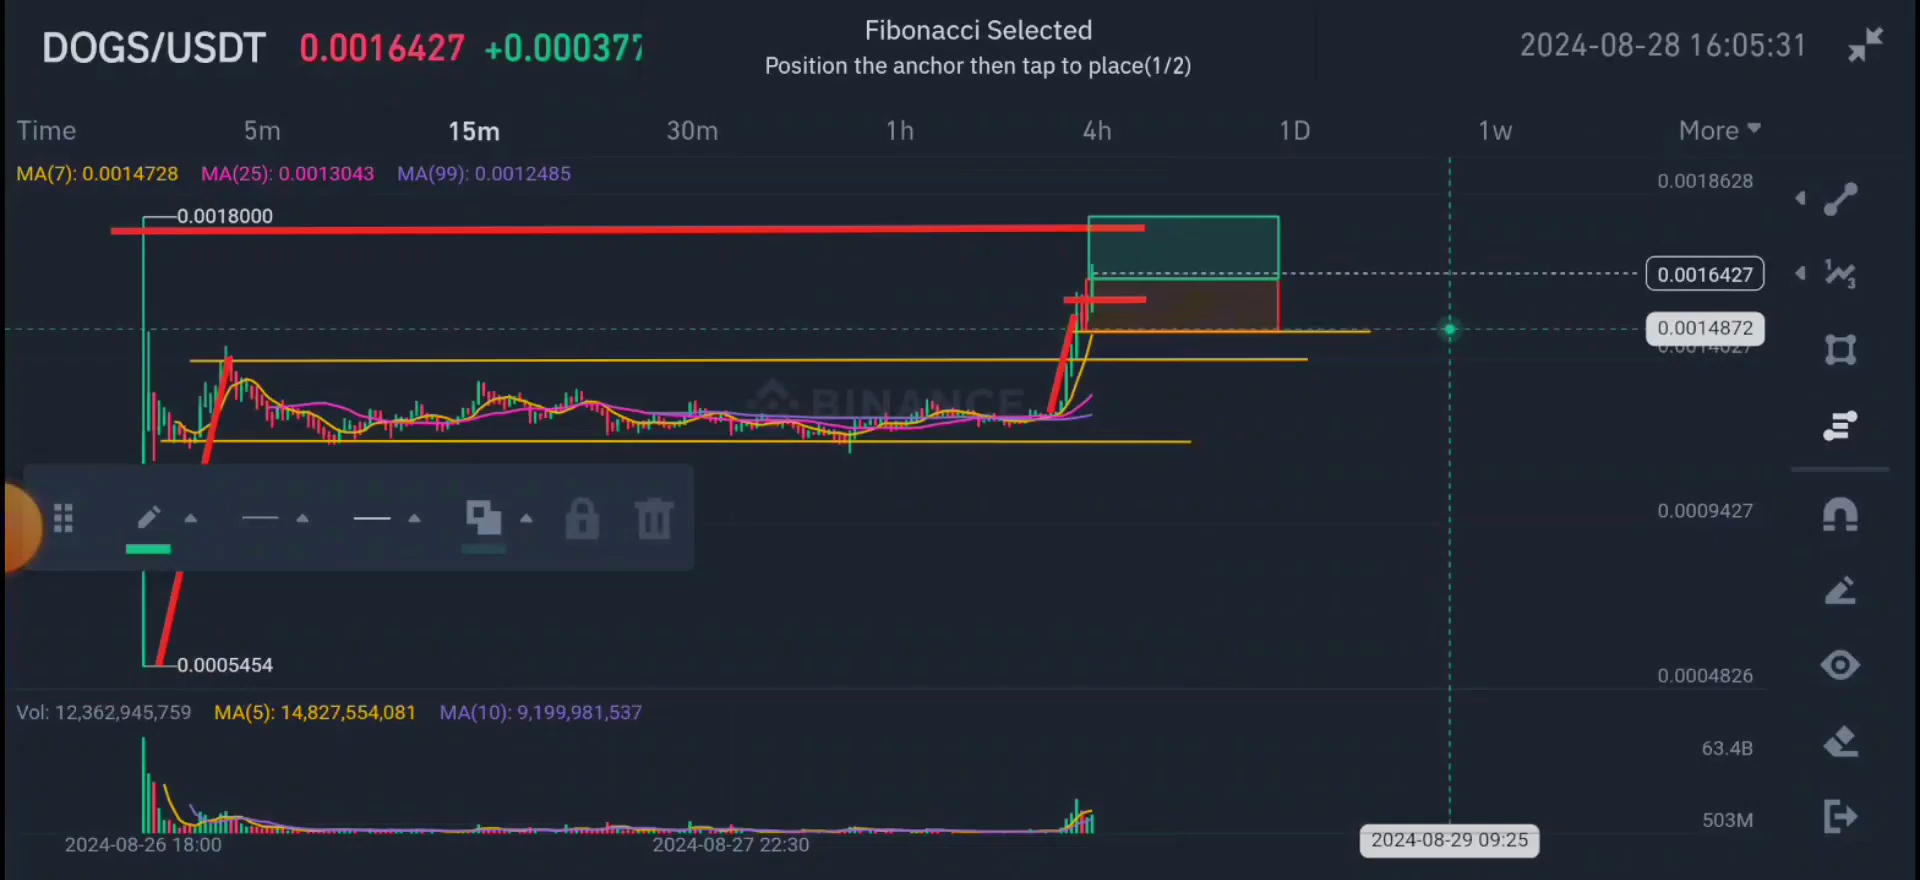 DOGS/USDT 0.0016427 +0.000377
Fibonacci Selected
Position the anchor then tap to place(1/2)
2024-08-28 16:05:31
Time 5m 15m 30m 1h 4h 1D 1w More
MA(7): 0.0014728 MA(25): 0.0013043 MA(99): 0.0012485
0.0018628
0.0018000
0.0016427
0.0014872
0.0014027
BINANCE
0.0009427
0.0005454
0.0004826
Vol: 12,362,945,759 MA(5): 14,827,554,081 MA(10): 9,199,981,537
63.4B
503M
2024-08-26 18:00 2024-08-27 22:30 2024-08-29 09:25